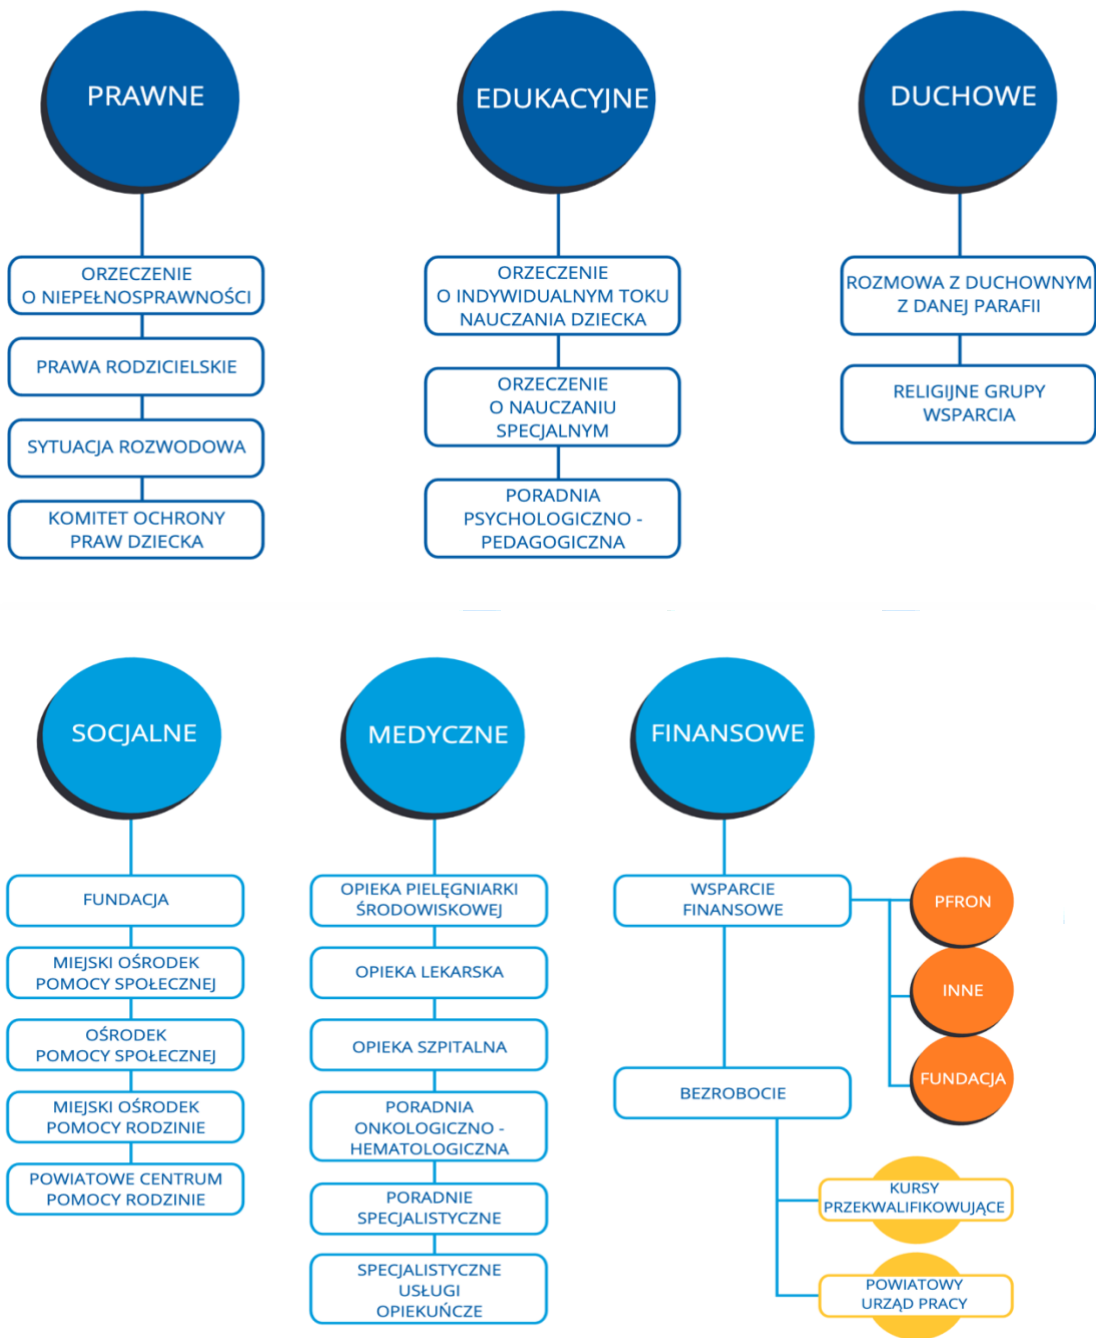 PRAWNE
ORZECZENIE
O NIEPEŁNOSPRAWNOŚCI
PRAWA RODZICIELSKIE
SYTUACJA ROZWODOWA
KOMITET OCHRONY
PRAW DZIECKA
EDUKACYJNE
ORZECZENIE
O INDYWIDUALNYM TOKU
NAUCZANIA DZIECKA
ORZECZENIE
O NAUCZANIU
SPECJALNYM
PORADNIA
PSYCHOLOGICZNO -
PEDAGOGICZNA
DUCHOWE
ROZMOWA Z DUCHOWNYM
Z DANEJ PARAFII
RELIGIJNE GRUPY
WSPARCIA
SOCJALNE
FUNDACJA
MIEJSKI OŚRODEK
POMOCY SPOŁECZNEJ
OŚRODEK
POMOCY SPOŁECZNEJ
MIEJSKI OŚRODEK
POMOCY RODZINIE
POWIATOWE CENTRUM
POMOCY RODZINIE
MEDYCZNE
OPIEKA PIELĘGNIARKI
ŚRODOWISKOWEJ
OPIEKA LEKARSKA
OPIEKA SZPITALNA
PORADNIA
ONKOLOGICZNO -
HEMATOLOGICZNA
PORADNIE
SPECJALISTYCZNE
SPECJALISTYCZNE
USŁUGI
OPIEKUŃCZE
FINANSOWE
WSPARCIE
FINANSOWE
PFRON
INNE
FUNDACJA
BEZROBOCIE
KURSY
PRZEKWALIFIKOWUJĄCE
POWIATOWY
URZĄD PRACY